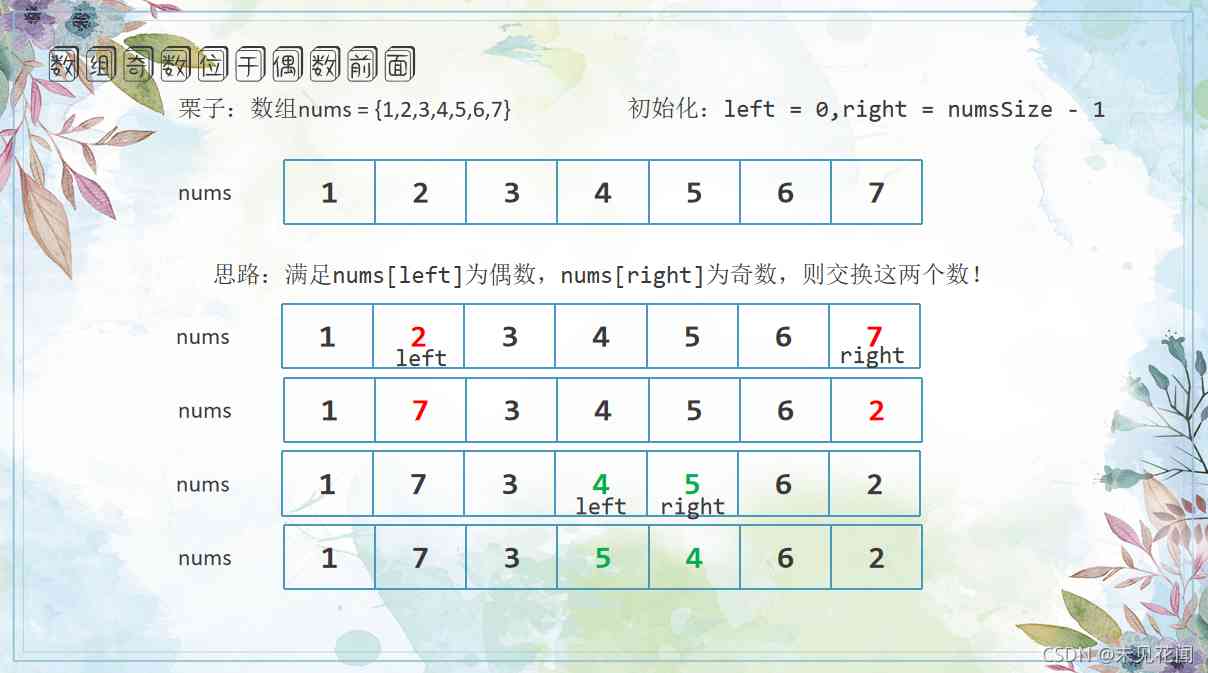 数组奇数位于偶数前面
栗子：数组nums = {1,2,3,4,5,6,7}
初始化：left = 0,right = numsSize - 1
nums 1 2 3 4 5 6 7
思路：满足nums[left]为偶数，nums[right]为奇数，则交换这两个数！
nums 1 2 3 4 5 6 7
left right
nums 1 7 3 4 5 6 2
nums 1 7 3 4 5 6 2
left right
nums 1 7 3 5 4 6 2
CSDN @未见花闻